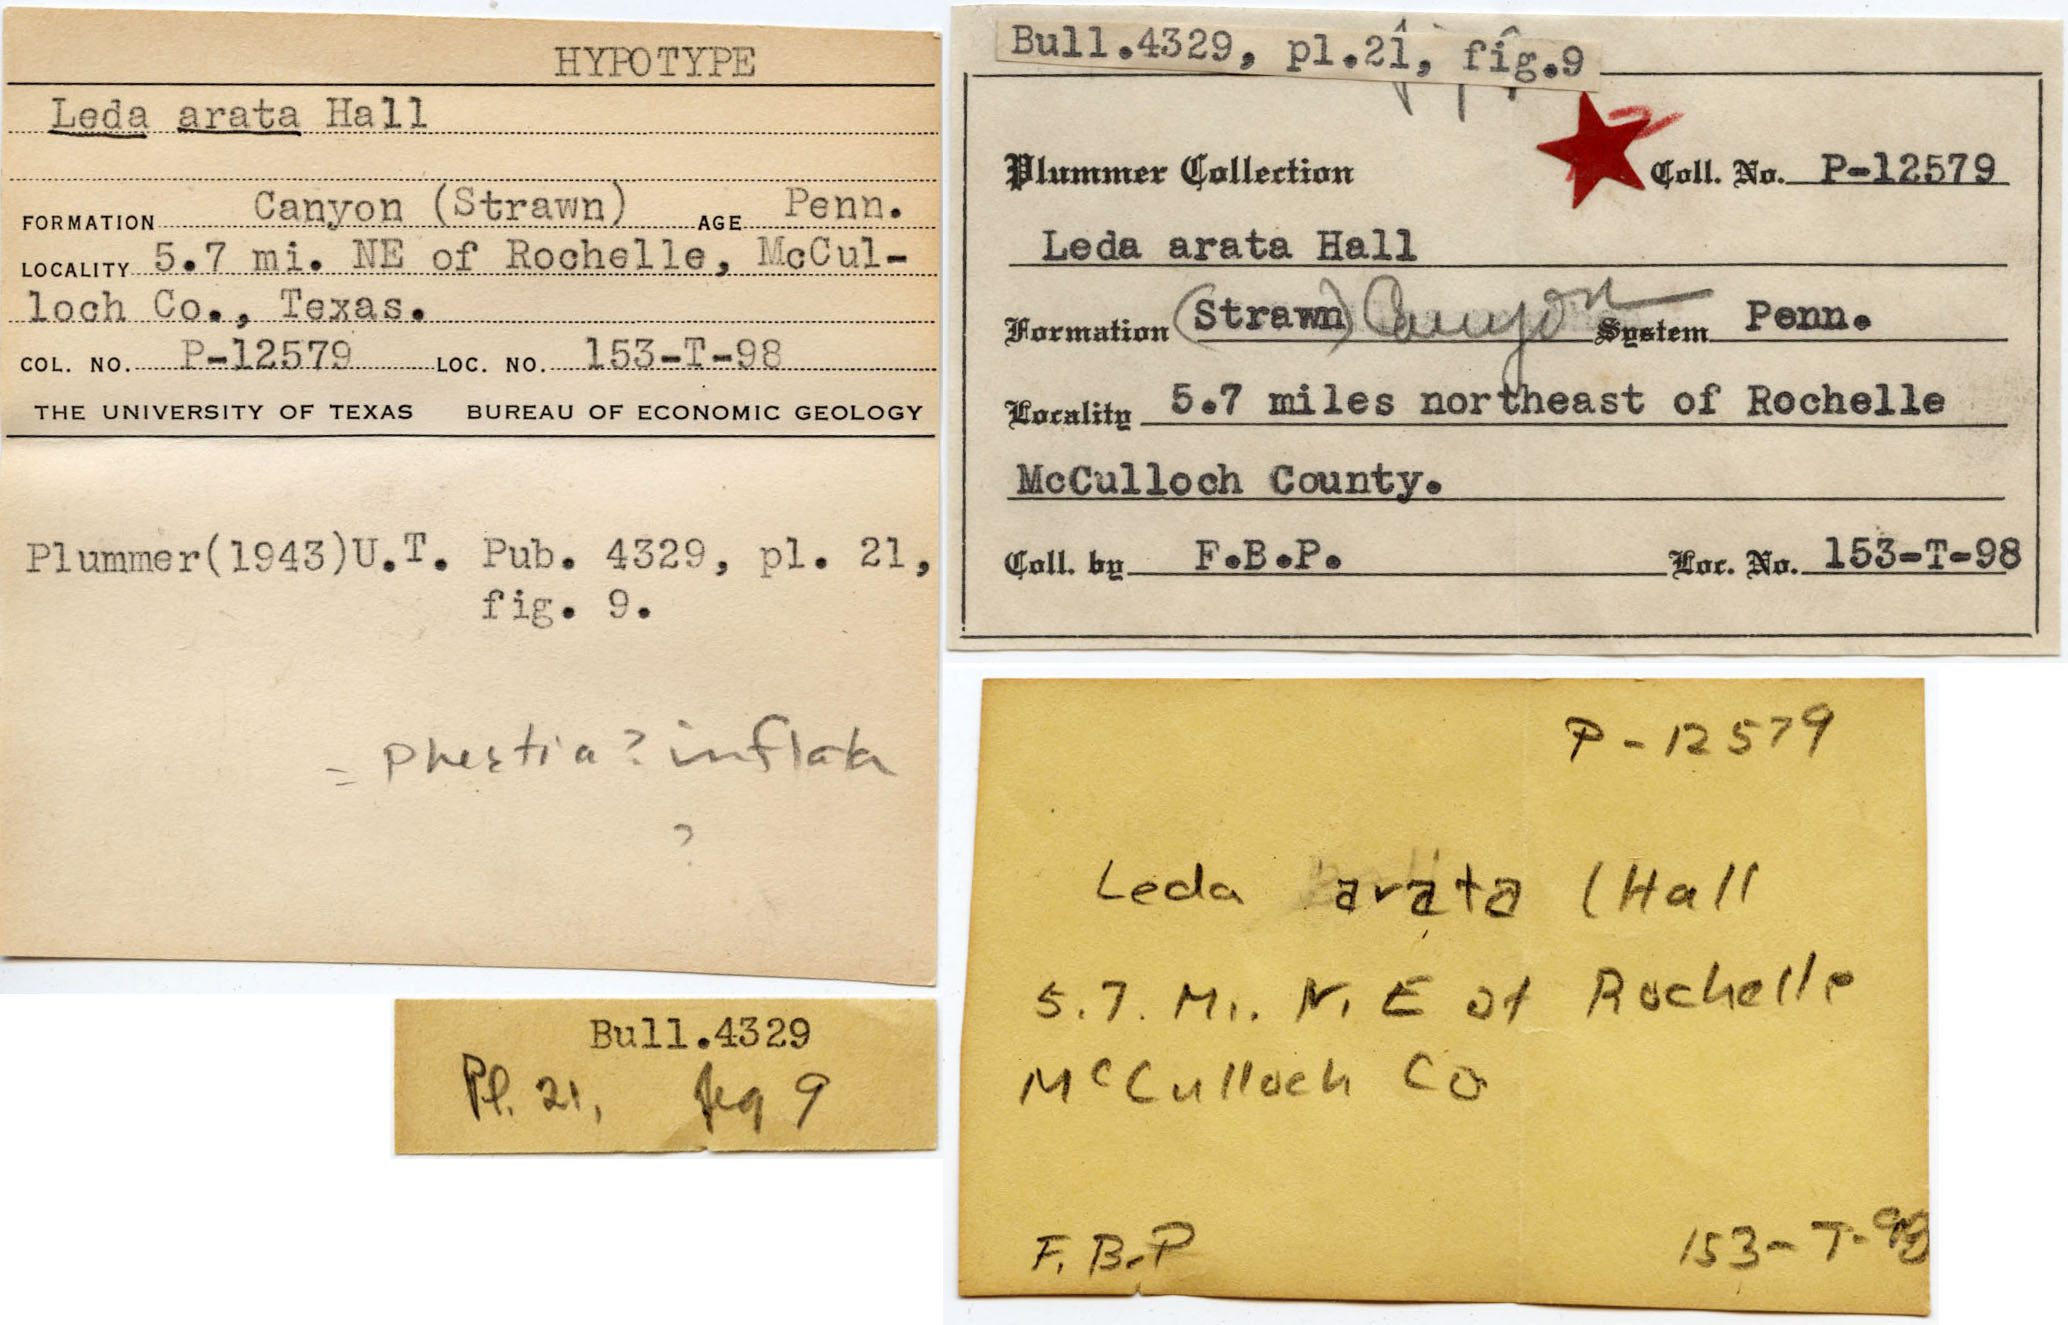 HYPOTYPE
Leda arata Hall
FORMATION Canyon (Strawn) AGE Penn.
LOCALITY 5.7 mi. NE of Rochelle, McCul-
loch Co., Texas.
COL. NO. P-12579 LOC. NO. 153-T-98
THE UNIVERSITY OF TEXAS BUREAU OF ECONOMIC GEOLOGY
Plummer(1943)U.T. Pub. 4329, pl. 21,
fig. 9.
= Phestia? inflata
?
Bull.4329
Pl. 21, fig 9
Bull.4329, pl.21, fig.9
Plummer Collection Coll. No. P-12579
Leda arata Hall
Formation (Strawn) Canyon System Penn.
Locality 5.7 miles northeast of Rochelle
McCulloch County.
Coll. by F.B.P. Loc. No. 153-T-98
P-12579
Leda arata (Hall
5.7. Mi. N.E of Rochelle
McCulloch Co
F.B.P 153-T-98